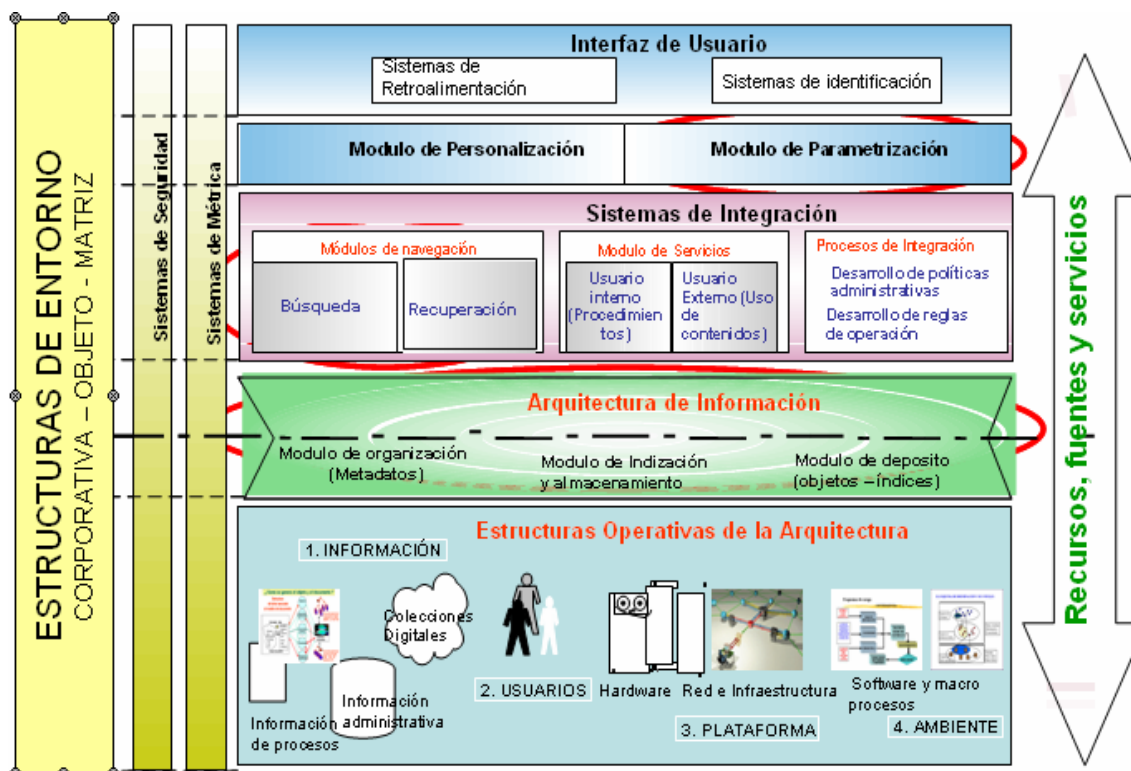 ESTRUCTURAS DE ENTORNO
CORPORATIVA – OBJETO - MATRIZ
Sistemas de Seguridad
Sistemas de Métrica
Interfaz de Usuario
Sistemas de
Retroalimentación
Sistemas de identificación
Modulo de Personalización
Modulo de Parametrización
Sistemas de Integración
Módulos de navegación
Búsqueda
Recuperación
Modulo de Servicios
Usuario
interno
(Procedimien
tos)
Usuario
Externo (Uso
de
contenidos)
Procesos de Integración
Desarrollo de políticas
administrativas
Desarrollo de reglas
de operación
Arquitectura de Información
Modulo de organización
(Metadatos)
Modulo de Indización
y almacenamiento
Modulo de deposito
(objetos –índices)
Estructuras Operativas de la Arquitectura
1. INFORMACIÓN
Colecciones
Digitales
Información
administrativa
Información
de procesos
2. USUARIOS
Hardware
Red e Infraestructura
3. PLATAFORMA
Software y macro
procesos
4. AMBIENTE
Recursos, fuentes y servicios